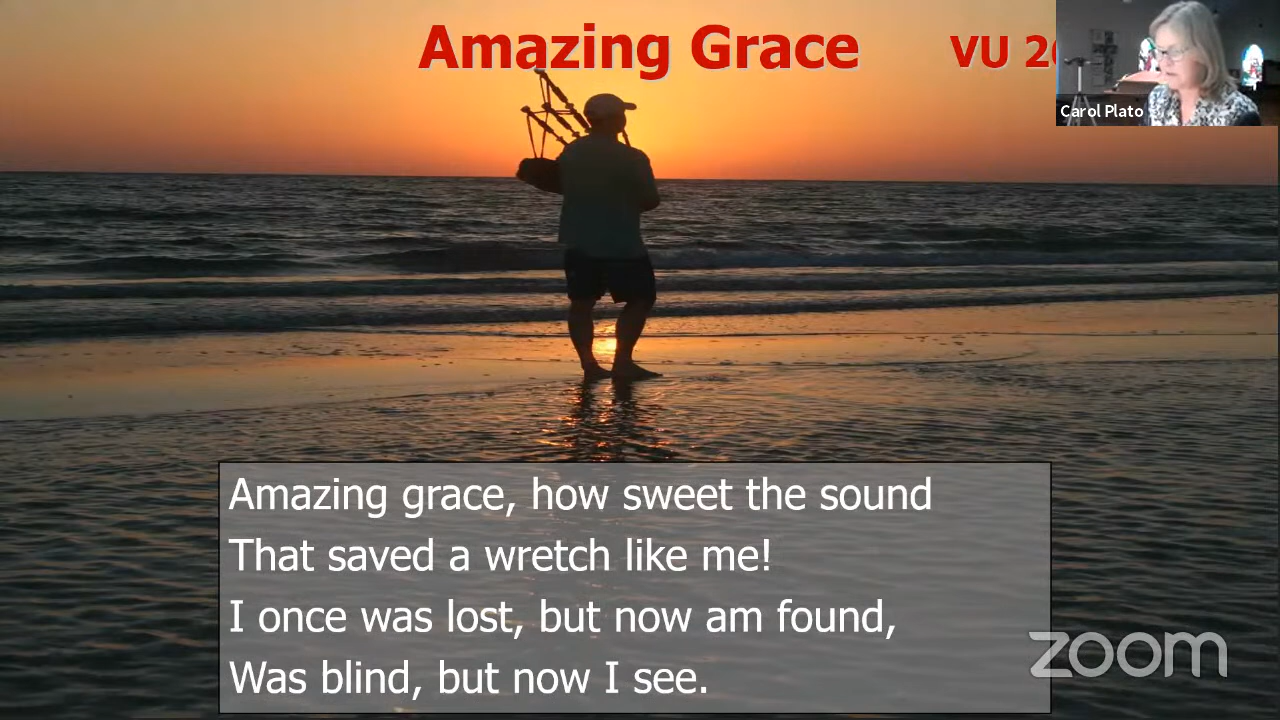 Amazing Grace VU
Carol Plato
Amazing grace, how sweet the sound
That saved a wretch like me!
I once was lost, but now am found,
Was blind, but now I see.
zoom